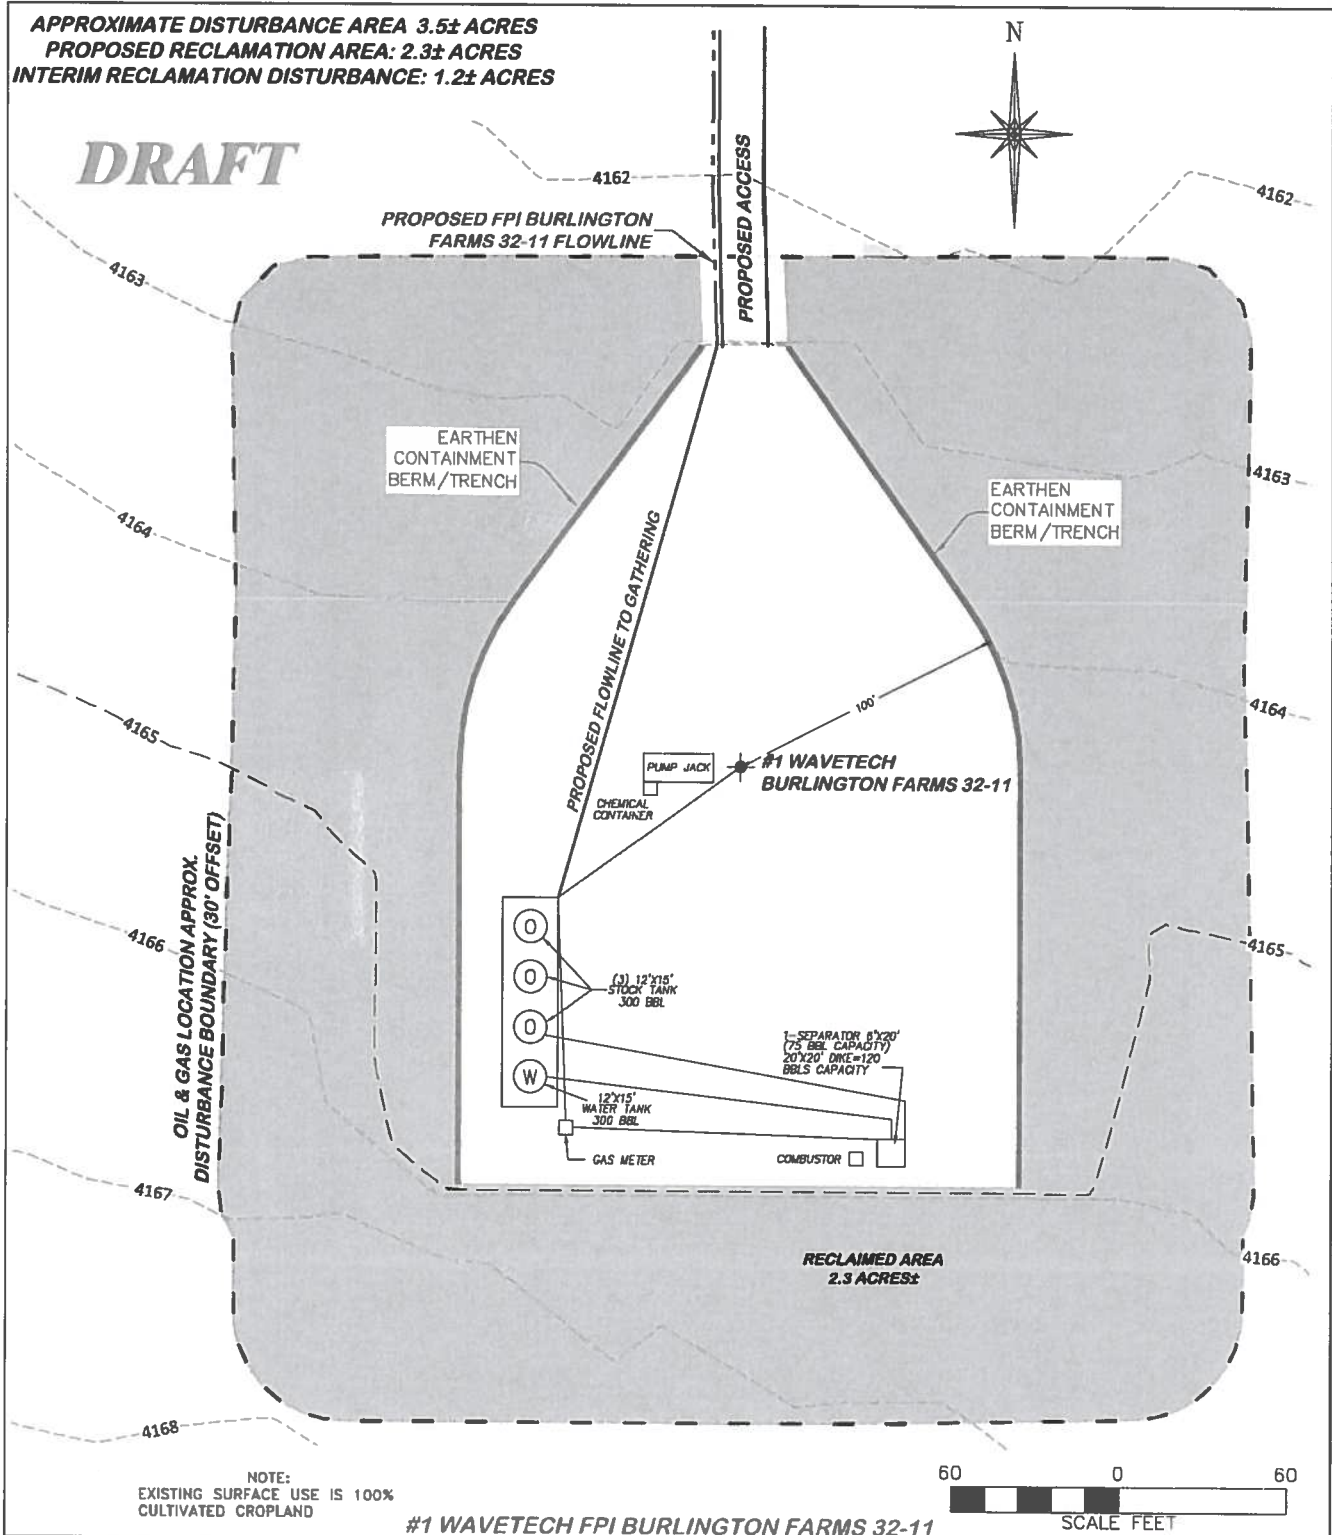 APPROXIMATE DISTURBANCE AREA 3.5± ACRES
PROPOSED RECLAMATION AREA: 2.3± ACRES
INTERIM RECLAMATION DISTURBANCE: 1.2± ACRES
N
DRAFT
4162
4162
PROPOSED ACCESS
PROPOSED FPI BURLINGTON
FARMS 32-11 FLOWLINE
4163
EARTHEN
CONTAINMENT
BERM/TRENCH
4163
EARTHEN
CONTAINMENT
BERM/TRENCH
4164
PROPOSED FLOWLINE TO GATHERING
100'
4164
4165
PUMP JACK
#1 WAVETECH
BURLINGTON FARMS 32-11
CHEMICAL
CONTAINER
OIL & GAS LOCATION APPROX.
DISTURBANCE BOUNDARY (30' OFFSET)
4166
O
O
O
W
(3) 12'X15'
STOCK TANK
300 BBL
4165
1-SEPARATOR 6'X20'
(75 BBL CAPACITY)
20'X20' DIKE=120
BBLS CAPACITY
12'X15'
WATER TANK
300 BBL
GAS METER
COMBUSTOR
4167
4166
RECLAIMED AREA
2.3 ACRES±
4168
NOTE:
EXISTING SURFACE USE IS 100%
CULTIVATED CROPLAND
60 0 60
SCALE FEET
#1 WAVETECH FPI BURLINGTON FARMS 32-11